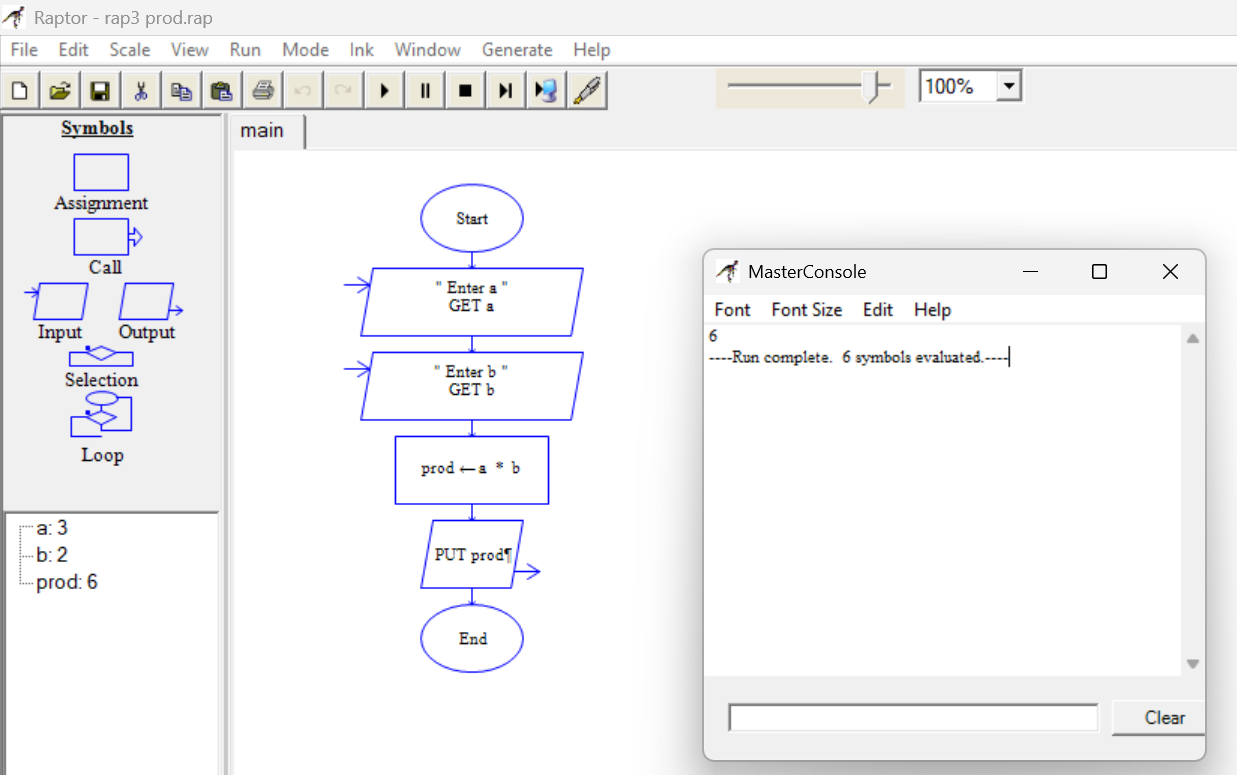 Raptor - rap3 prod.rap
File Edit Scale View Run Mode Ink Window Generate Help
100%
Symbols
Assignment
Call
Input Output
Selection
Loop
a: 3
b: 2
prod: 6
main
Start
" Enter a "
GET a
" Enter b "
GET b
prod ← a * b
PUT prod¶
End
MasterConsole
Font Font Size Edit Help
6
----Run complete. 6 symbols evaluated.----
Clear